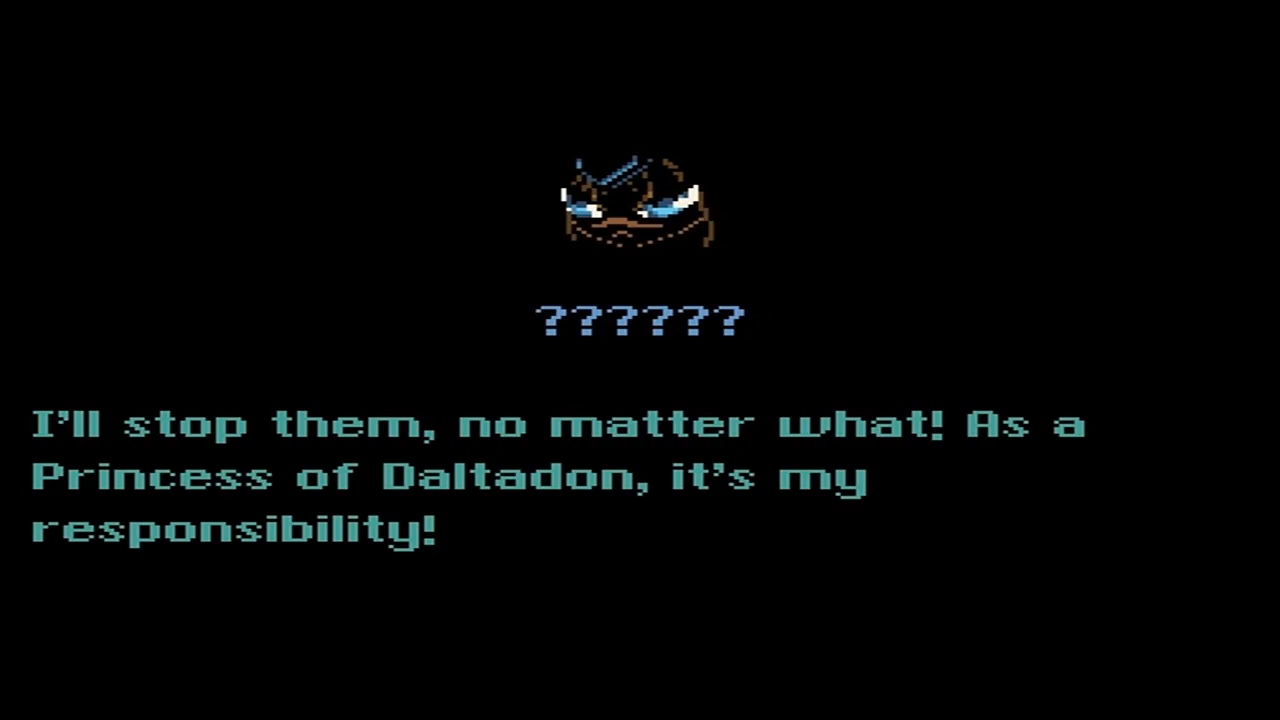 ??????
I'll stop them, no matter what! As a
Princess of Daltadon, it's my
responsibility!